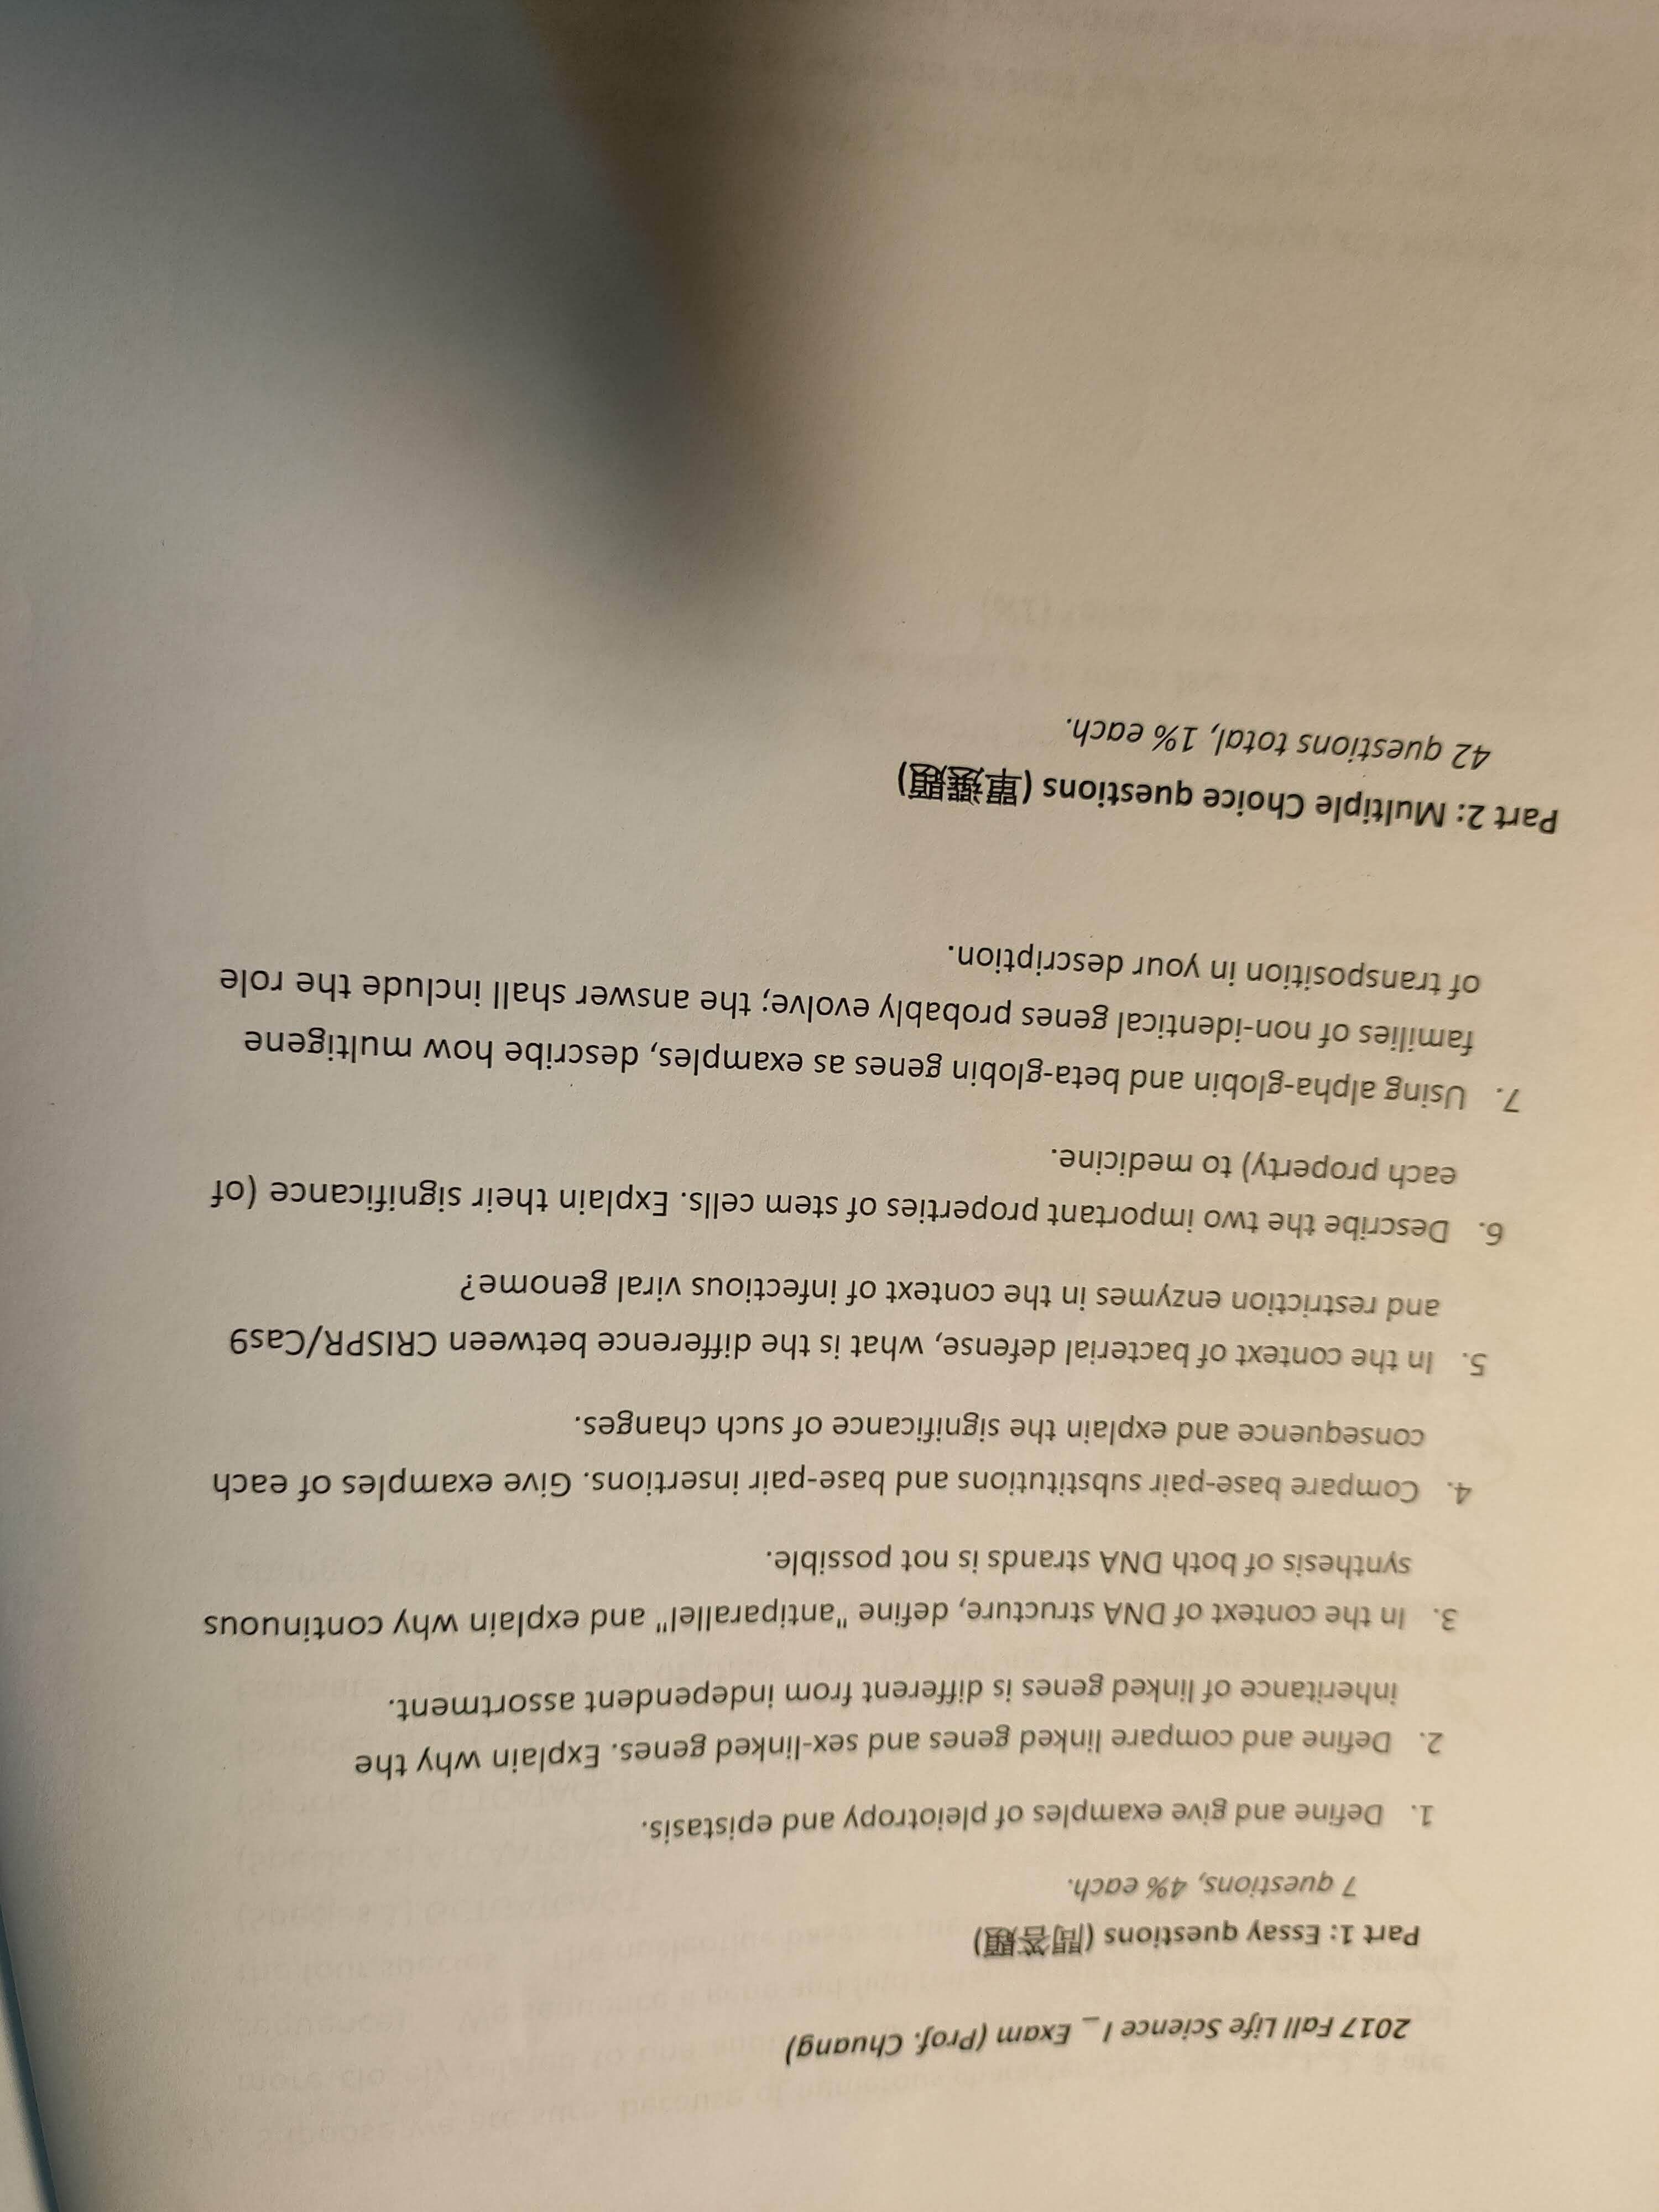 2017 Fall Life Science I _ Exam (Prof. Chuang)
Part 1: Essay questions (問答題)
7 questions, 4% each.
1. Define and give examples of pleiotropy and epistasis.
2. Define and compare linked genes and sex-linked genes. Explain why the
inheritance of linked genes is different from independent assortment.
3. In the context of DNA structure, define "antiparallel" and explain why continuous
synthesis of both DNA strands is not possible.
4. Compare base-pair substitutions and base-pair insertions. Give examples of each
consequence and explain the significance of such changes.
5. In the context of bacterial defense, what is the difference between CRISPR/Cas9
and restriction enzymes in the context of infectious viral genome?
6. Describe the two important properties of stem cells. Explain their significance (of
each property) to medicine.
7. Using alpha-globin and beta-globin genes as examples, describe how multigene
families of non-identical genes probably evolve; the answer shall include the role
of transposition in your description.
Part 2: Multiple Choice questions (單選題)
42 questions total, 1% each.